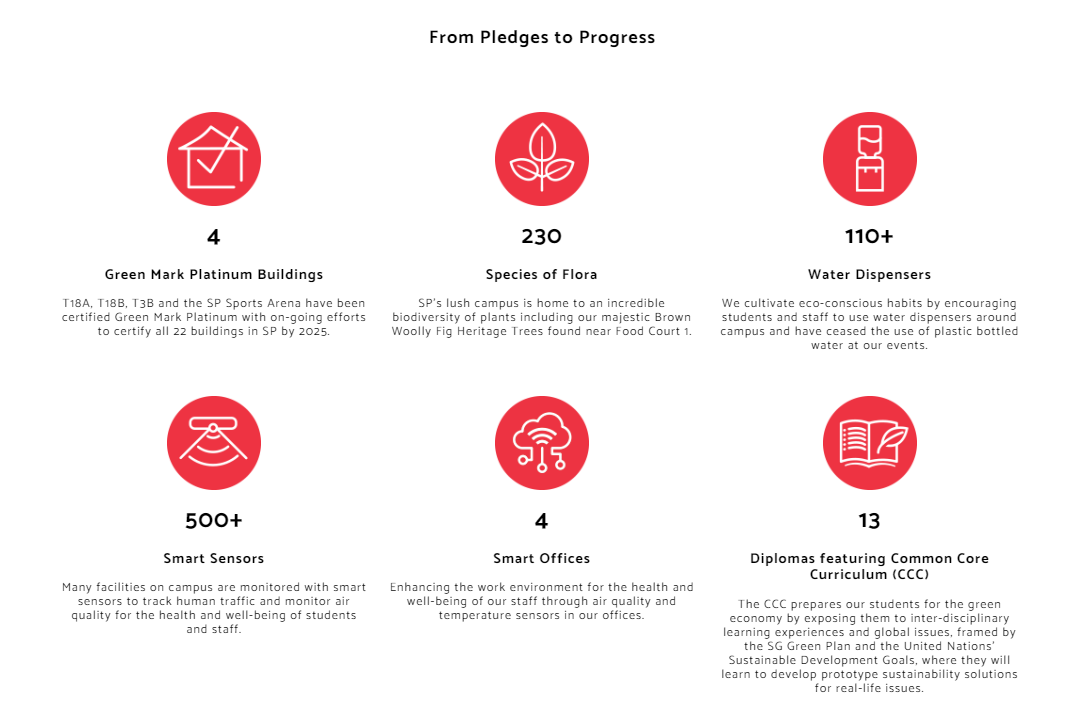 From Pledges to Progress
4
Green Mark Platinum Buildings
T18A, T18B, T3B and the SP Sports Arena have been
certified Green Mark Platinum with on-going efforts
to certify all 22 buildings in SP by 2025.
230
Species of Flora
SP's lush campus is home to an incredible
biodiversity of plants including our majestic Brown
Woolly Fig Heritage Trees found near Food Court 1.
110+
Water Dispensers
We cultivate eco-conscious habits by encouraging
students and staff to use water dispensers around
campus and have ceased the use of plastic bottled
water at our events.
500+
Smart Sensors
Many facilities on campus are monitored with smart
sensors to track human traffic and monitor air
quality for the health and well-being of students
and staff.
4
Smart Offices
Enhancing the work environment for the health and
well-being of our staff through air quality and
temperature sensors in our offices.
13
Diplomas featuring Common Core
Curriculum (CCC)
The CCC prepares our students for the green
economy by exposing them to inter-disciplinary
learning experiences and global issues, framed by
the SG Green Plan and the United Nations'
Sustainable Development Goals, where they will
learn to develop prototype sustainability solutions
for real-life issues.